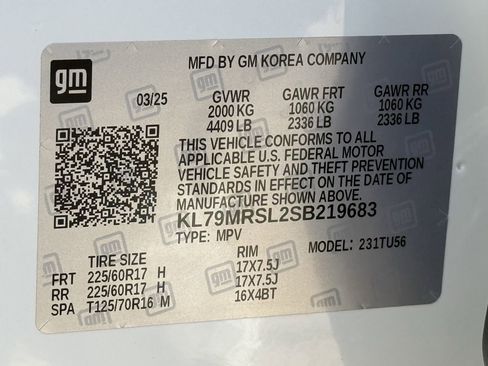 gm
MFD BY GM KOREA COMPANY
03/25 GVWR GAWR FRT GAWR RR
2000 KG 1060 KG 1060 KG
4409 LB 2336 LB 2336 LB
THIS VEHICLE CONFORMS TO ALL
APPLICABLE U.S. FEDERAL MOTOR
VEHICLE SAFETY AND THEFT PREVENTION
STANDARDS IN EFFECT ON THE DATE OF
MANUFACTURE SHOWN ABOVE.
KL79MRSL2SB219683
TYPE: MPV MODEL: 231TU56
TIRE SIZE RIM
FRT 225/60R17 H 17X7.5J
RR 225/60R17 H 17X7.5J
SPA T125/70R16 M 16X4BT